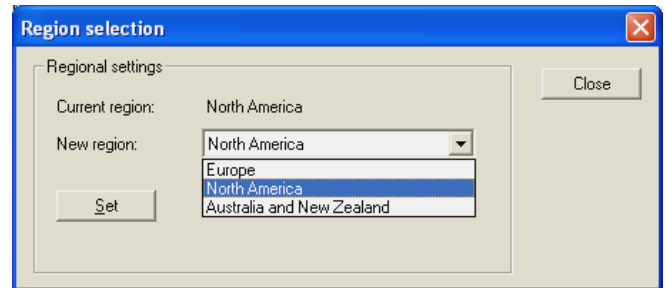 Region selection
Regional settings
Close
Current region: North America
New region: North America
Europe
North America
Set
Australia and New Zealand